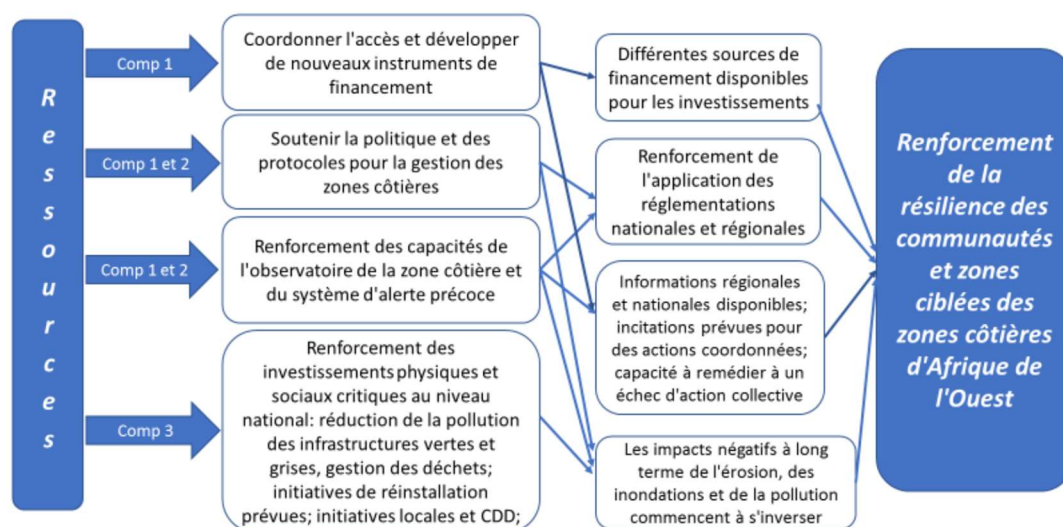 Ressources
Comp 1
Coordonner l'accès et développer
de nouveaux instruments de
financement
Comp 1 et 2
Soutenir la politique et des
protocoles pour la gestion des
zones côtières
Comp 1 et 2
Renforcement des capacités de
l'observatoire de la zone côtière et
du système d'alerte précoce
Comp 3
Renforcement des
investissements physiques et
sociaux critiques au niveau
national: réduction de la pollution
des infrastructures vertes et
grises, gestion des déchets;
initiatives de réinstallation
prévues; initiatives locales et CDD;
Différentes sources de
financement disponibles
pour les investissements
Renforcement de
l'application des
réglementations
nationales et régionales
Informations régionales
et nationales disponibles;
incitations prévues pour
des actions coordonnées;
capacité à remédier à un
échec d'action collective
Les impacts négatifs à long
terme de l'érosion, des
inondations et de la pollution
commencent à s'inverser
Renforcement
de la
résilience des
communautés
et zones
ciblées des
zones côtières
d'Afrique de
l'Ouest